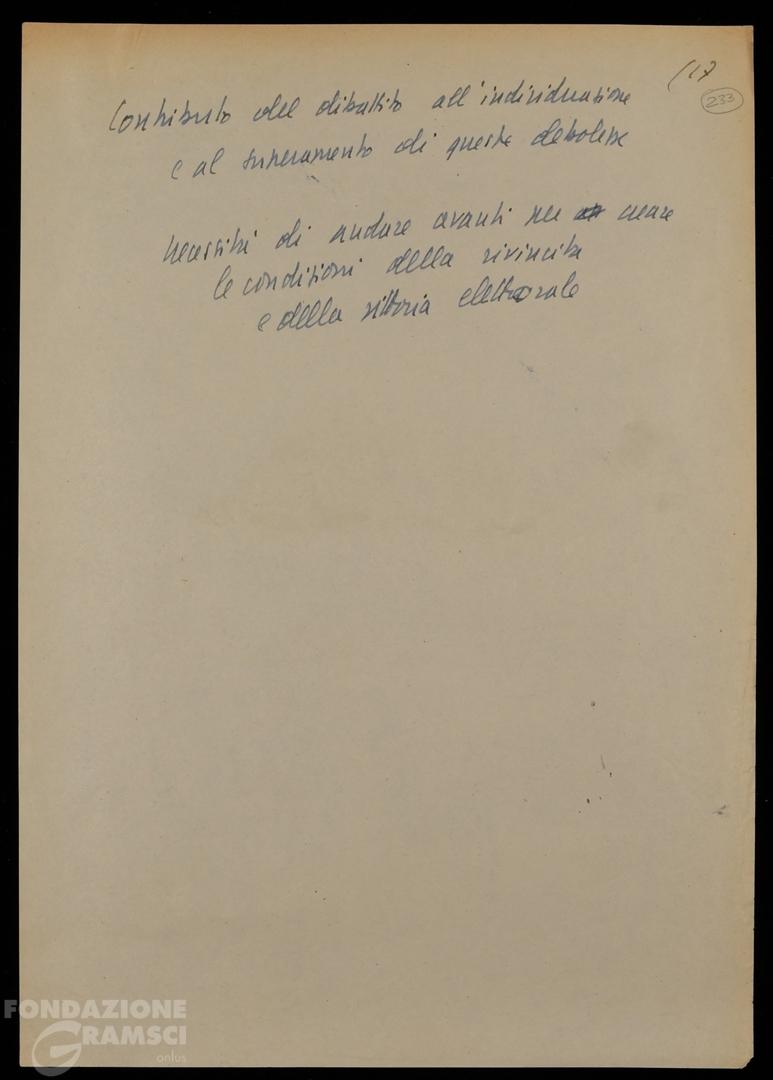 (17
233
Contributo del dibattito all'individuazione
e al superamento di queste debolezze
Necessità di andare avanti per creare
le condizioni della rivincita
e della vittoria elettorale
FONDAZIONE
GRAMSCI
onlus